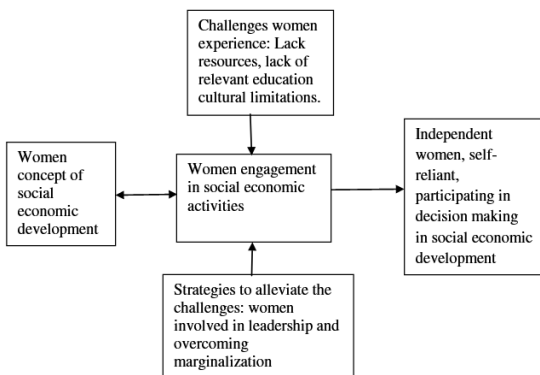 Challenges women
experience: Lack
resources, lack of
relevant education
cultural limitations.
Women
concept of
social
economic
development
Women engagement
in social economic
activities
Independent
women, self-
reliant,
participating in
decision making
in social economic
development
Strategies to alleviate the
challenges: women
involved in leadership and
overcoming
marginalization